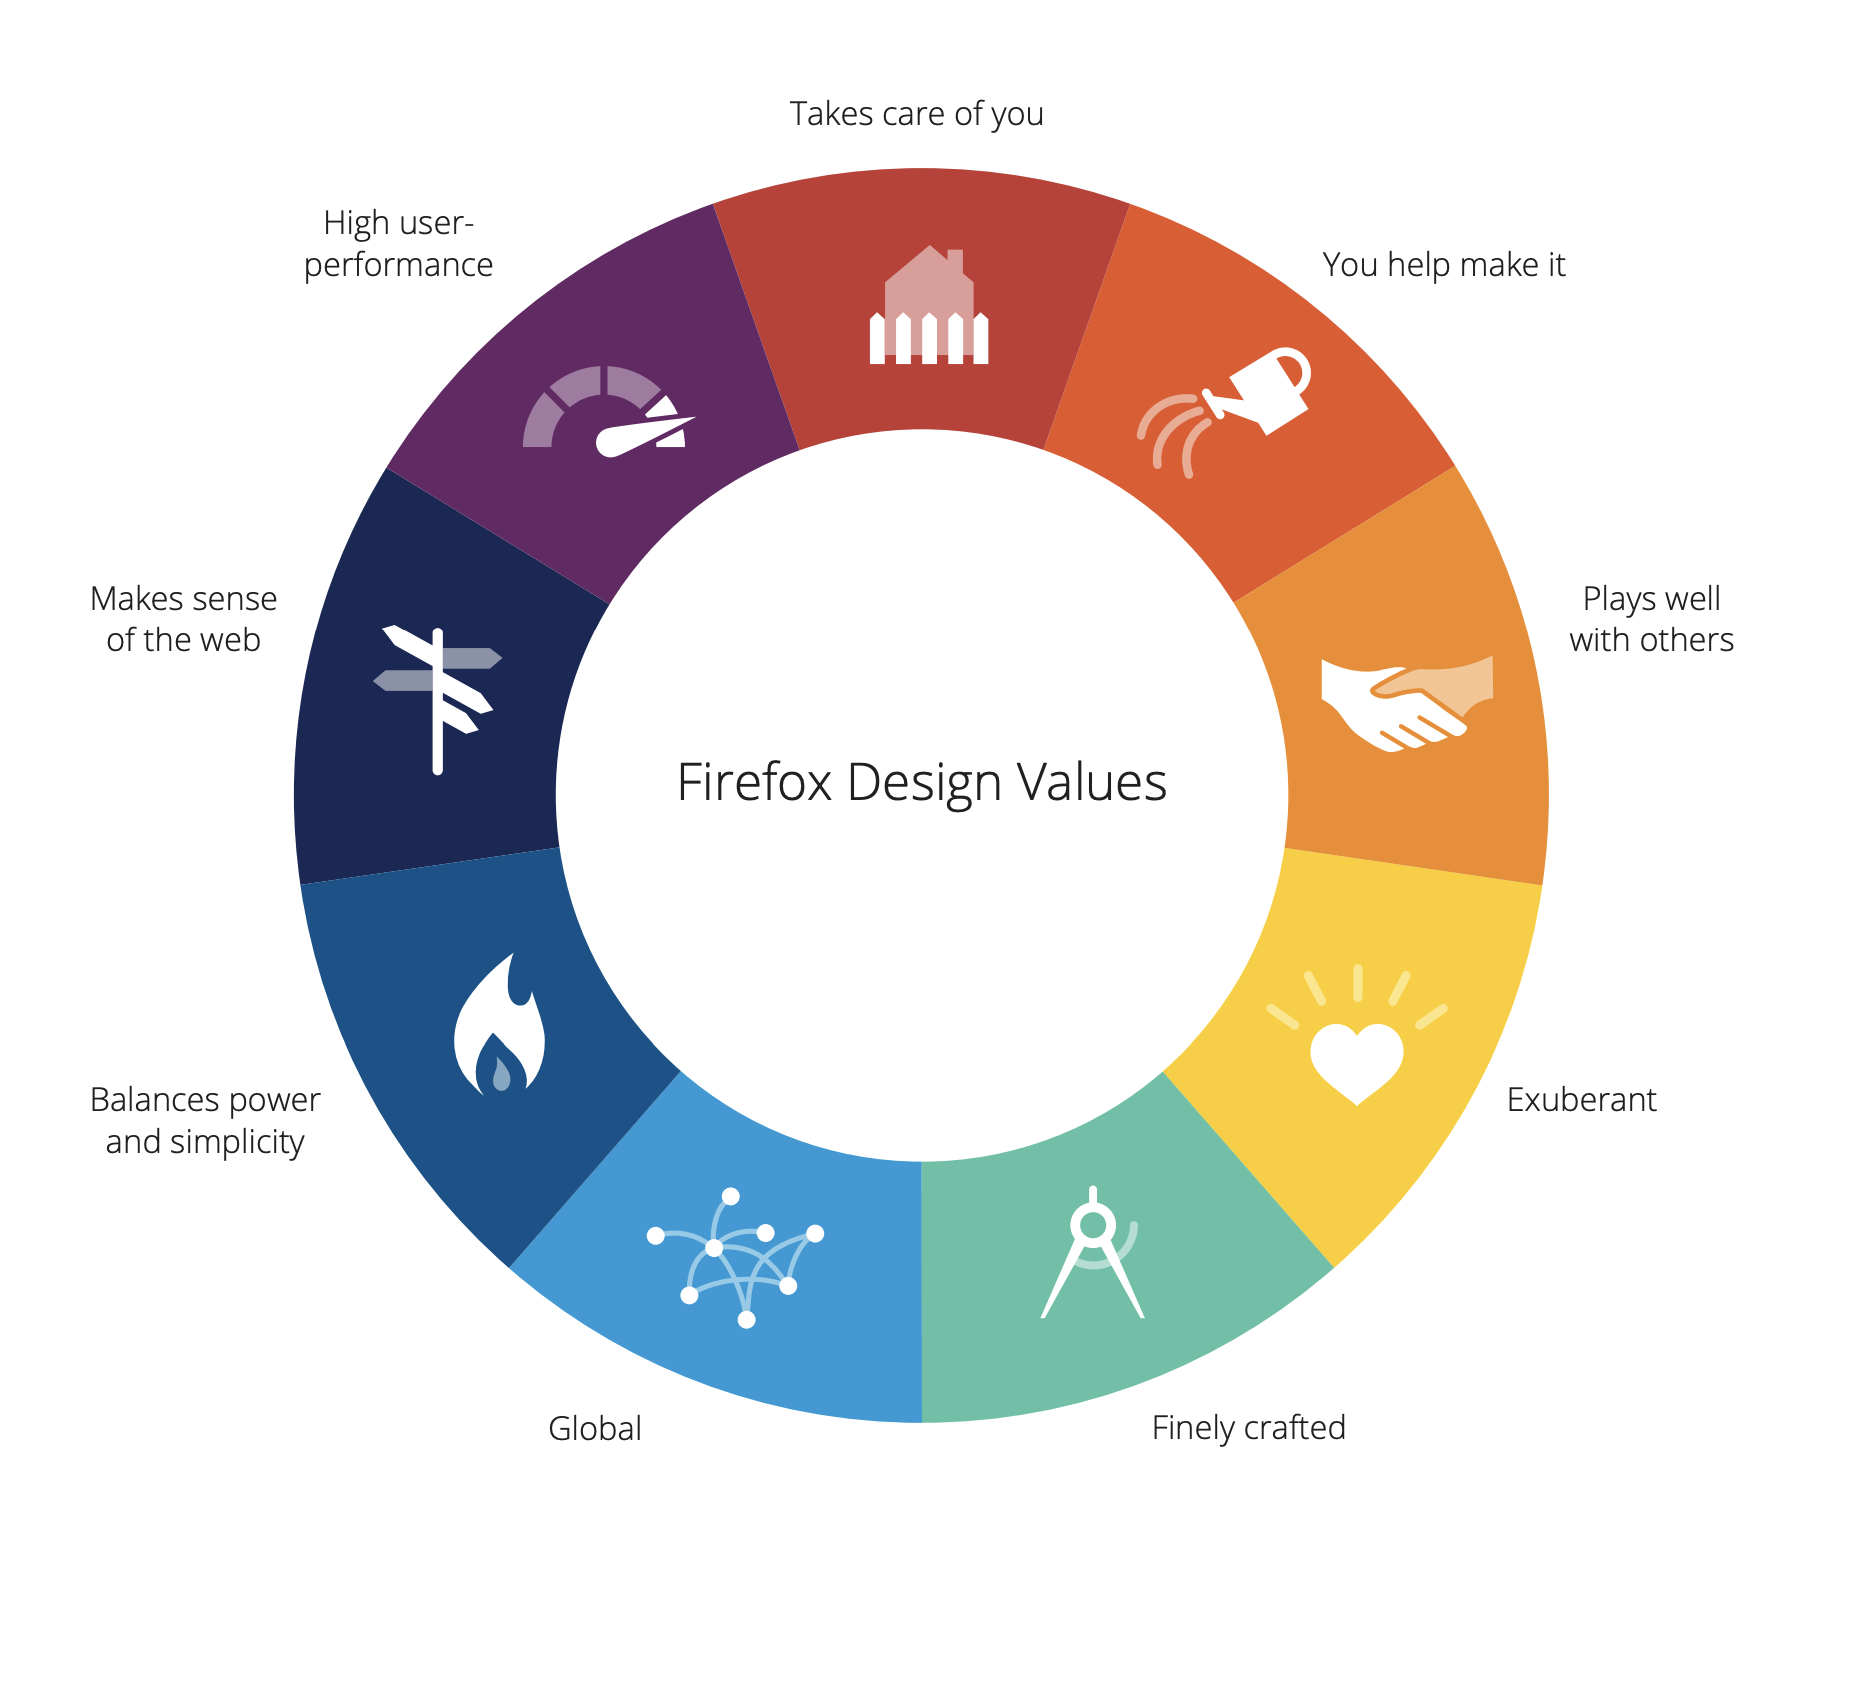 Takes care of you
High user-
performance
You help make it
Makes sense
of the web
Plays well
with others
Firefox Design Values
Balances power
and simplicity
Exuberant
Global
Finely crafted